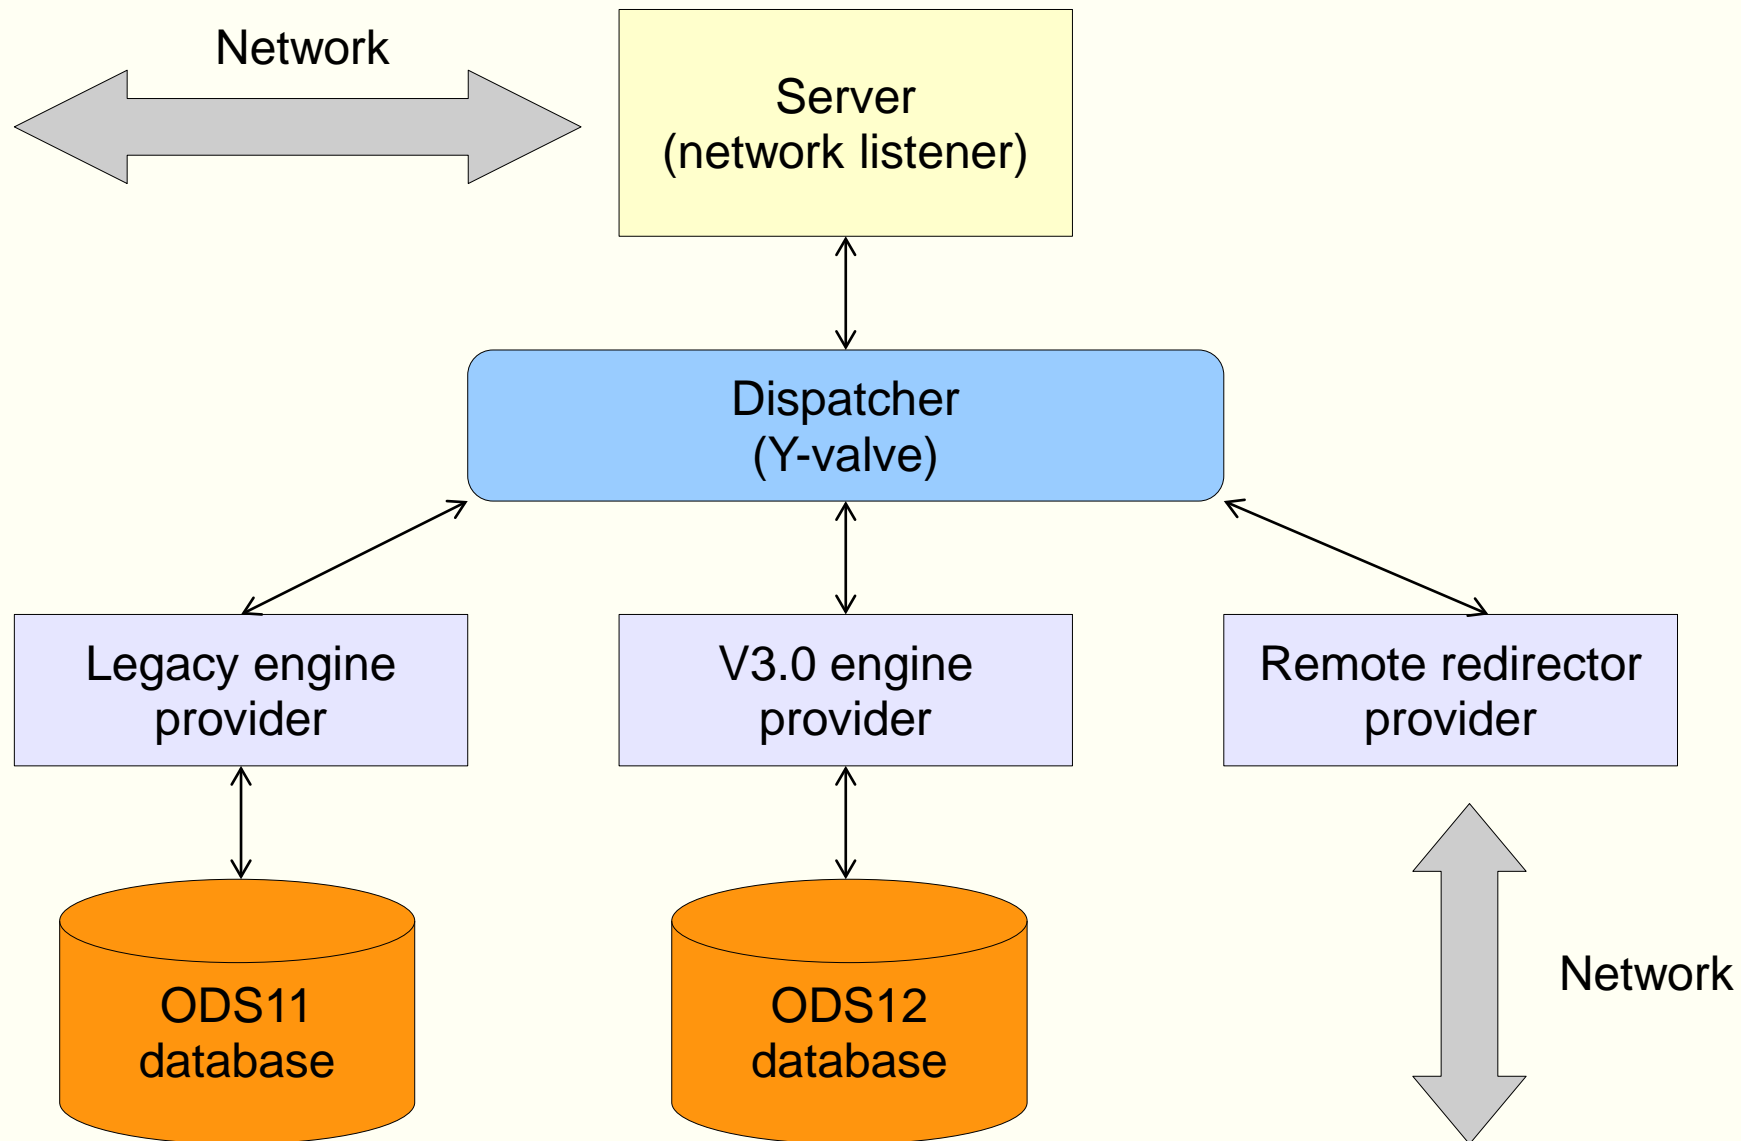 Network
Server
(network listener)
Dispatcher
(Y-valve)
Legacy engine
provider
V3.0 engine
provider
Remote redirector
provider
ODS11
database
ODS12
database
Network